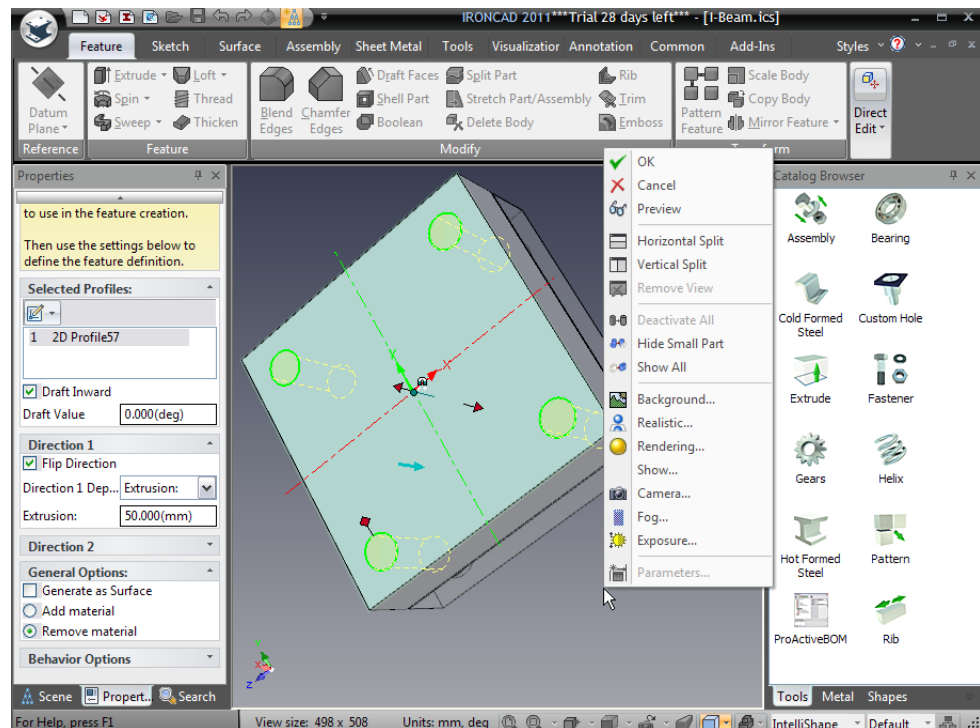 IRONCAD 2011***Trial 28 days left*** - [I-Beam.ics]
Feature Sketch Surface Assembly Sheet Metal Tools Visualization Annotation Common Add-Ins Styles
Extrude Loft Draft Faces Split Part Rib Scale Body
Spin Thread Shell Part Stretch Part/Assembly Trim Copy Body
Sweep Thicken Boolean Delete Body Emboss Mirror Feature
Datum Plane
Blend Edges
Chamfer Edges
Pattern Feature
Direct Edit
Reference Feature Modify Transform
Properties
to use in the feature creation.
Then use the settings below to
define the feature definition.
Selected Profiles:
1 2D Profile57
Draft Inward
Draft Value 0.000(deg)
Direction 1
Flip Direction
Direction 1 Dep... Extrusion:
Extrusion: 50.000(mm)
Direction 2
General Options:
Generate as Surface
Add material
Remove material
Behavior Options
Scene Propert... Search
Y
X
Y
X
Z
OK
Cancel
Preview
Horizontal Split
Vertical Split
Remove View
Deactivate All
Hide Small Part
Show All
Background...
Realistic...
Rendering...
Show...
Camera...
Fog...
Exposure...
Parameters...
Catalog Browser
Assembly Bearing
Cold Formed Custom Hole
Steel
Extrude Fastener
Gears Helix
Hot Formed Pattern
Steel
ProActiveBOM Rib
Tools Metal Shapes
For Help, press F1 View size: 498 x 508 Units: mm, deg IntelliShape Default